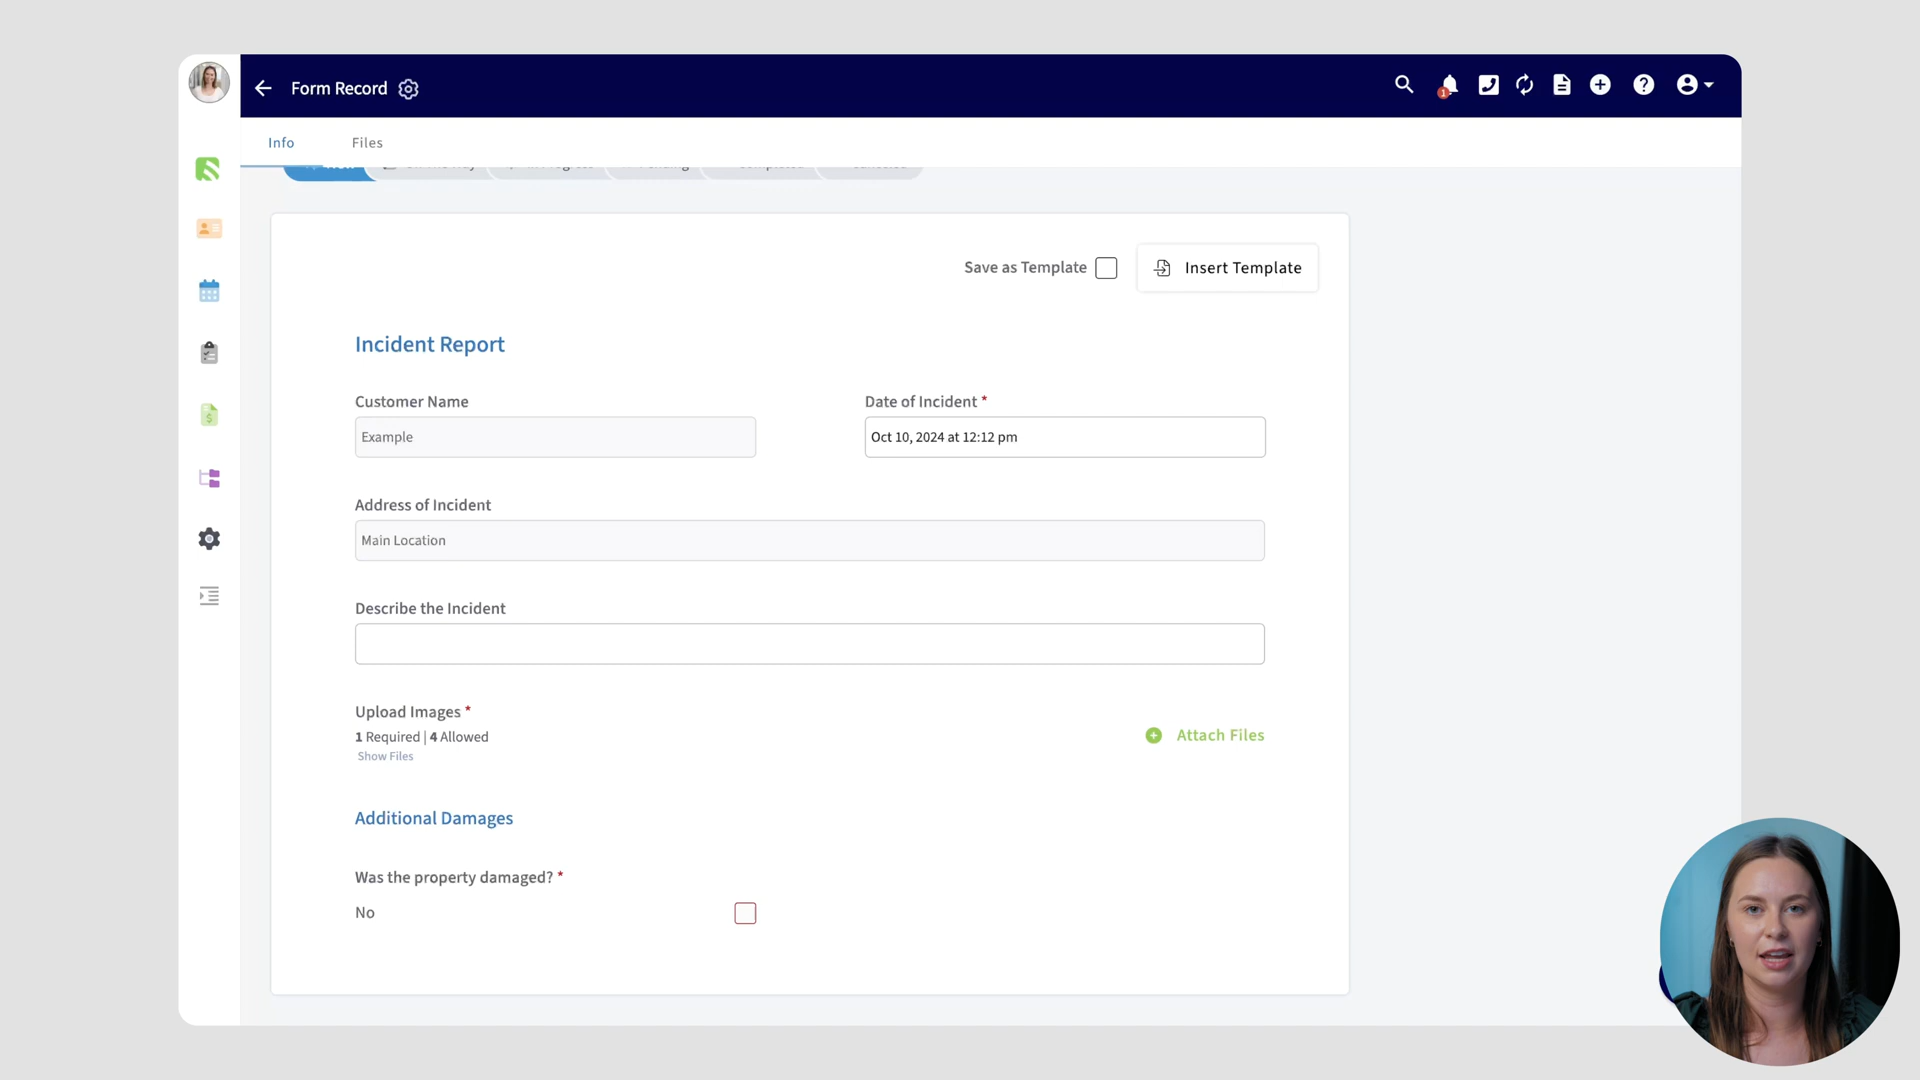 Form Record
1
Info Files
Save as Template Insert Template
Incident Report
Customer Name Date of Incident *
Example Oct 10, 2024 at 12:12 pm
Address of Incident
Main Location
Describe the Incident
Upload Images *
1 Required | 4 Allowed
Attach Files
Show Files
Additional Damages
Was the property damaged? *
No